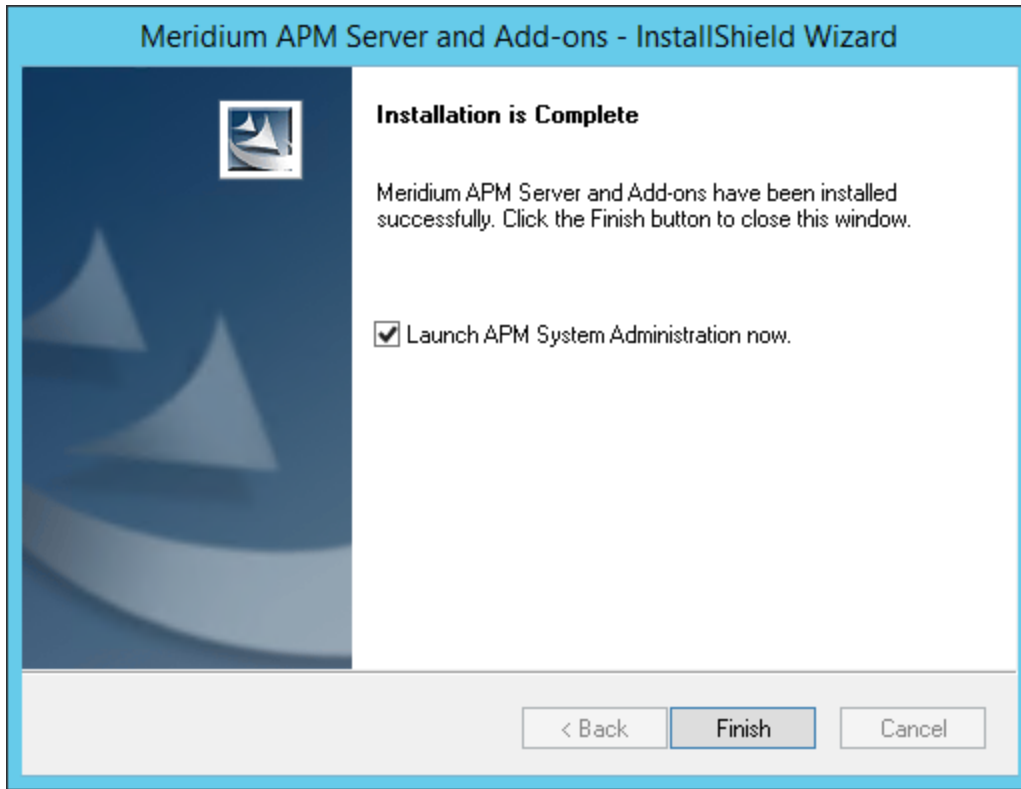 Meridium APM Server and Add-ons - InstallShield Wizard
Installation is Complete
Meridium APM Server and Add-ons have been installed
successfully. Click the Finish button to close this window.
Launch APM System Administration now.
< Back
Finish
Cancel